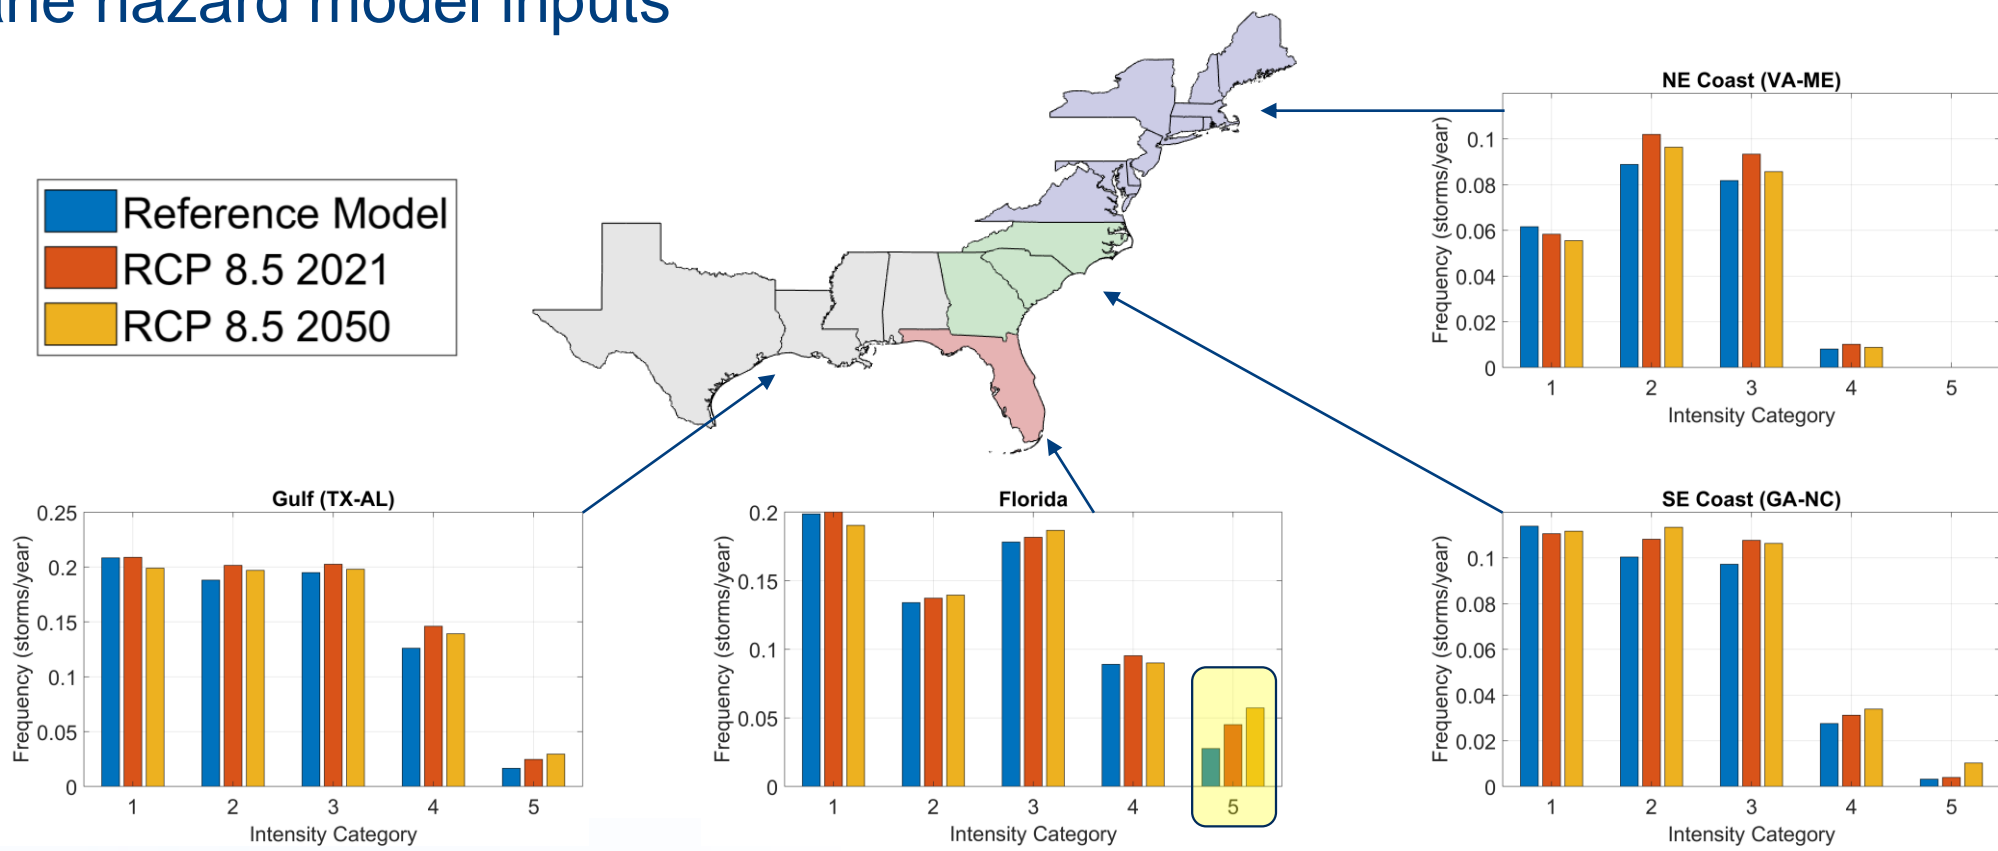 hazard model inputs
Reference Model
RCP 8.5 2021
RCP 8.5 2050
NE Coast (VA-ME)
Frequency (storms/year)
0.1
0.08
0.06
0.04
0.02
0
1 2 3 4 5
Intensity Category
Gulf (TX-AL)
Frequency (storms/year)
0.25
0.2
0.15
0.1
0.05
0
1 2 3 4 5
Intensity Category
Florida
Frequency (storms/year)
0.2
0.15
0.1
0.05
0
1 2 3 4 5
Intensity Category
SE Coast (GA-NC)
Frequency (storms/year)
0.1
0.08
0.06
0.04
0.02
0
1 2 3 4 5
Intensity Category